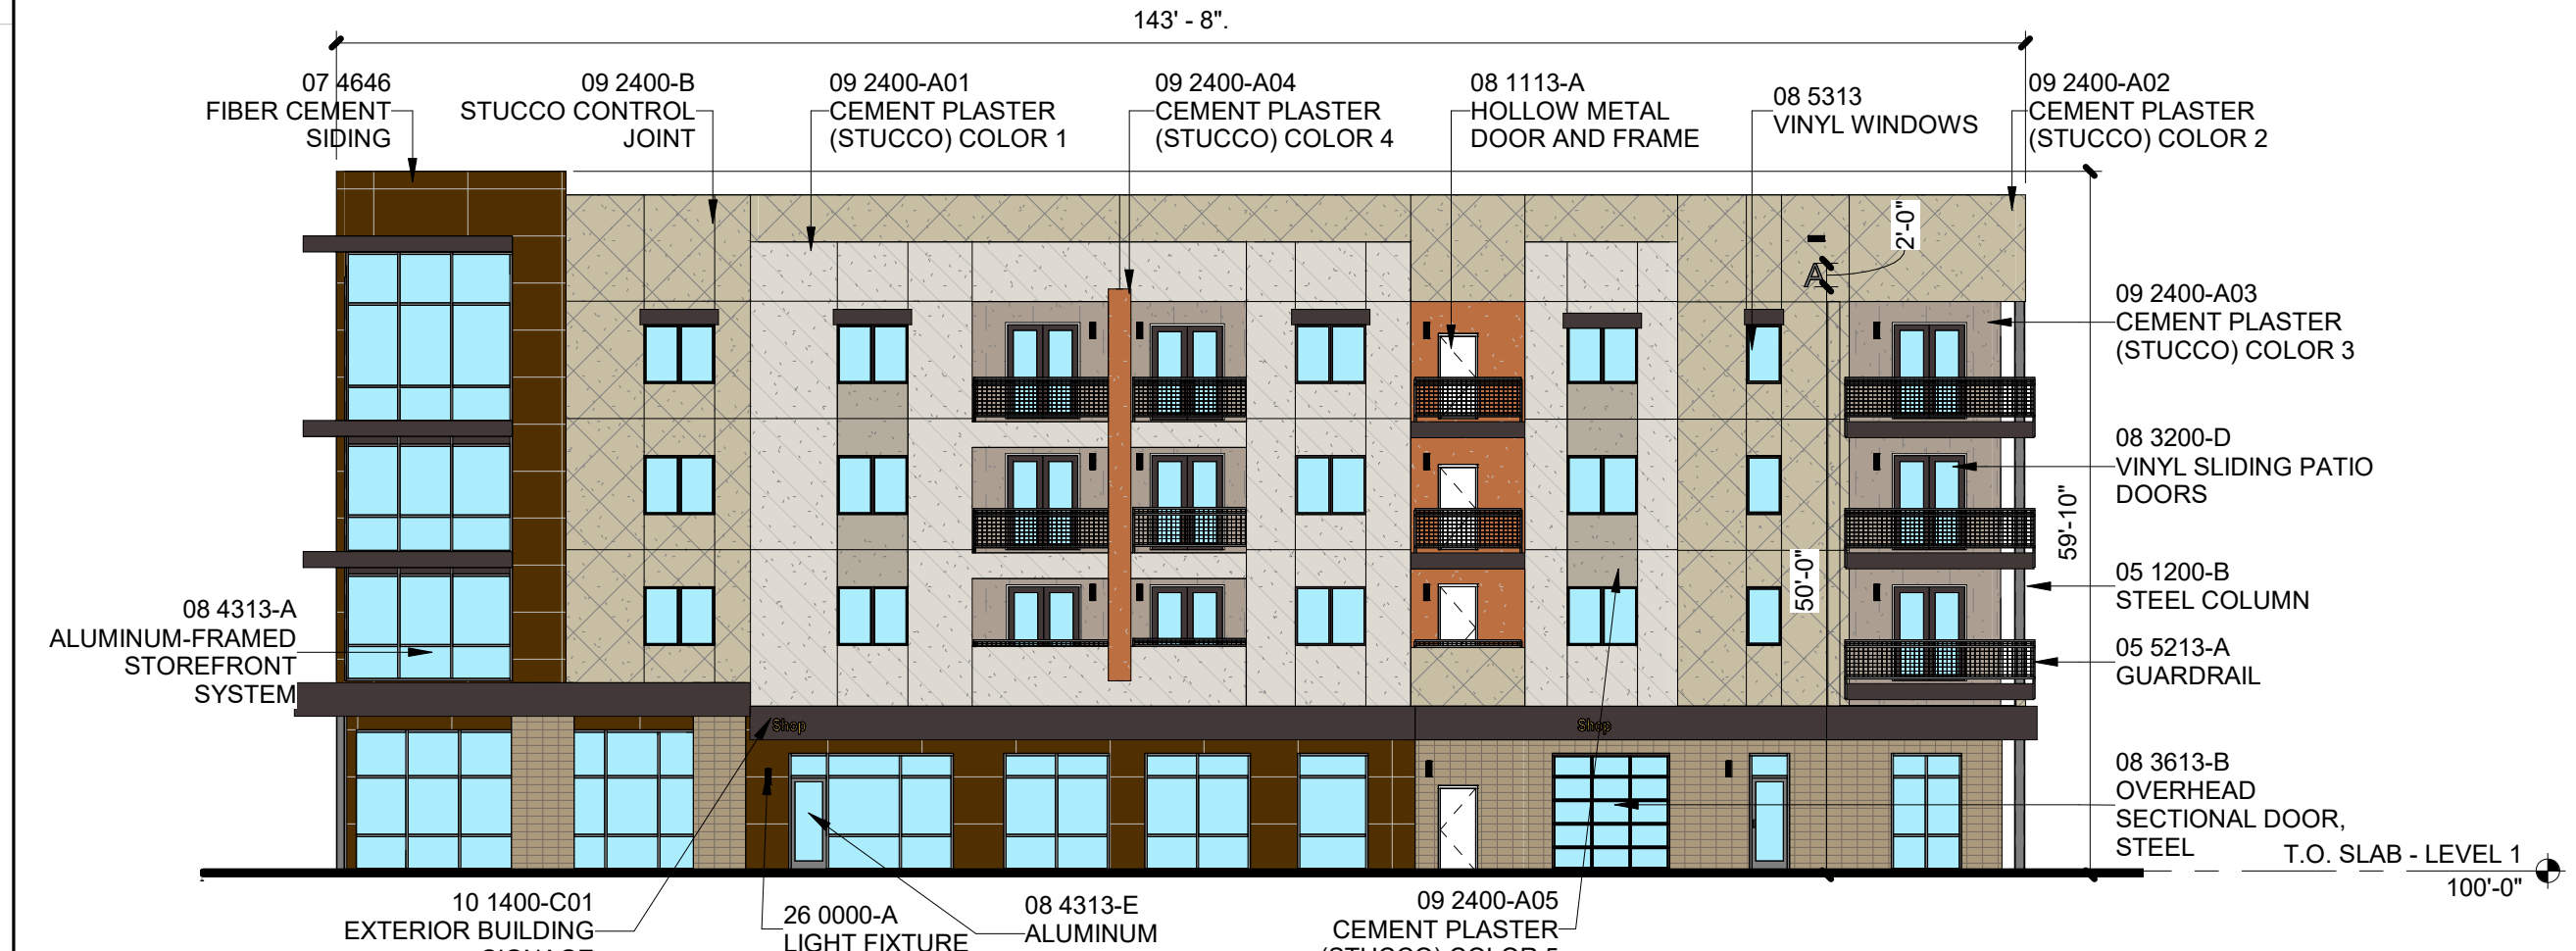 143' - 8".
07 4646
FIBER CEMENT
SIDING
09 2400-B
STUCCO CONTROL
JOINT
09 2400-A01
CEMENT PLASTER
(STUCCO) COLOR 1
09 2400-A04
CEMENT PLASTER
(STUCCO) COLOR 4
08 1113-A
HOLLOW METAL
DOOR AND FRAME
08 5313
VINYL WINDOWS
09 2400-A02
CEMENT PLASTER
(STUCCO) COLOR 2
2'-0"
A
09 2400-A03
CEMENT PLASTER
(STUCCO) COLOR 3
08 3200-D
VINYL SLIDING PATIO
DOORS
59'-10"
50'-0"
05 1200-B
STEEL COLUMN
05 5213-A
GUARDRAIL
08 4313-A
ALUMINUM-FRAMED
STOREFRONT
SYSTEM
Shop
Shop
08 3613-B
OVERHEAD
SECTIONAL DOOR,
STEEL
T.O. SLAB - LEVEL 1
100'-0"
10 1400-C01
EXTERIOR BUILDING
SIGNAGE
26 0000-A
LIGHT FIXTURE
08 4313-E
ALUMINUM
09 2400-A05
CEMENT PLASTER
(STUCCO) COLOR 5